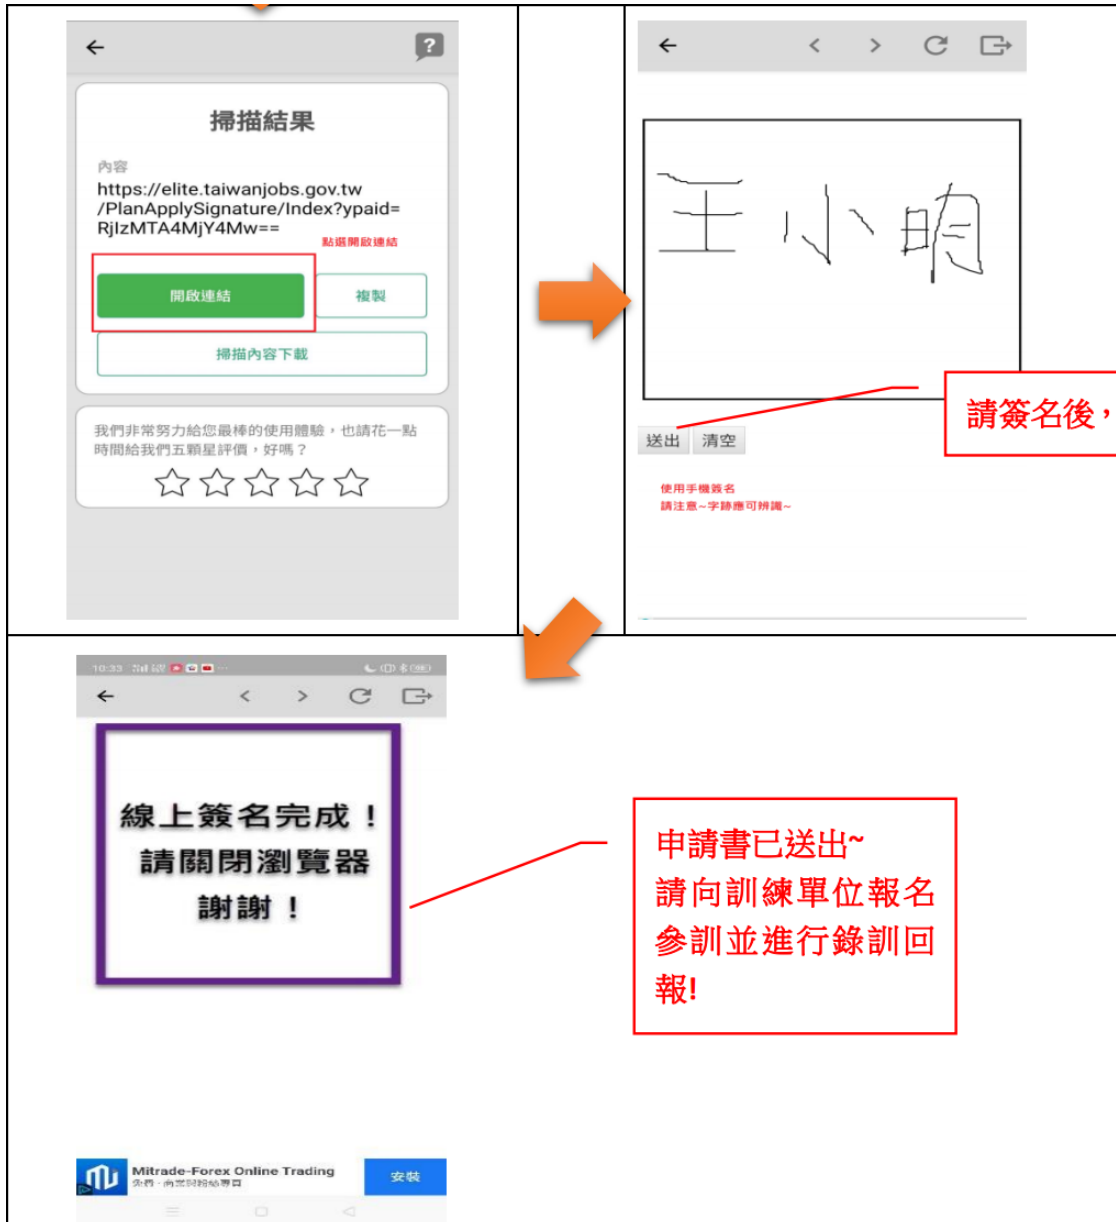 ?
掃描結果
內容
https://elite.taiwanjobs.gov.tw
/PlanApplySignature/Index?ypaid=
RjIzMTA4MjY4Mw==
點選開啟連結
開啟連結
複製
掃描內容下載
我們非常努力給您最棒的使用體驗，也請花一點
時間給我們五顆星評價，好嗎？
王小明
請簽名後，
送出
清空
使用手機簽名
請注意~字跡應可辨識~
10:33
線上簽名完成！
請關閉瀏覽器
謝謝！
申請書已送出~
請向訓練單位報名
參訓並進行錄訓回
報!
Mitrade-Forex Online Trading
安裝